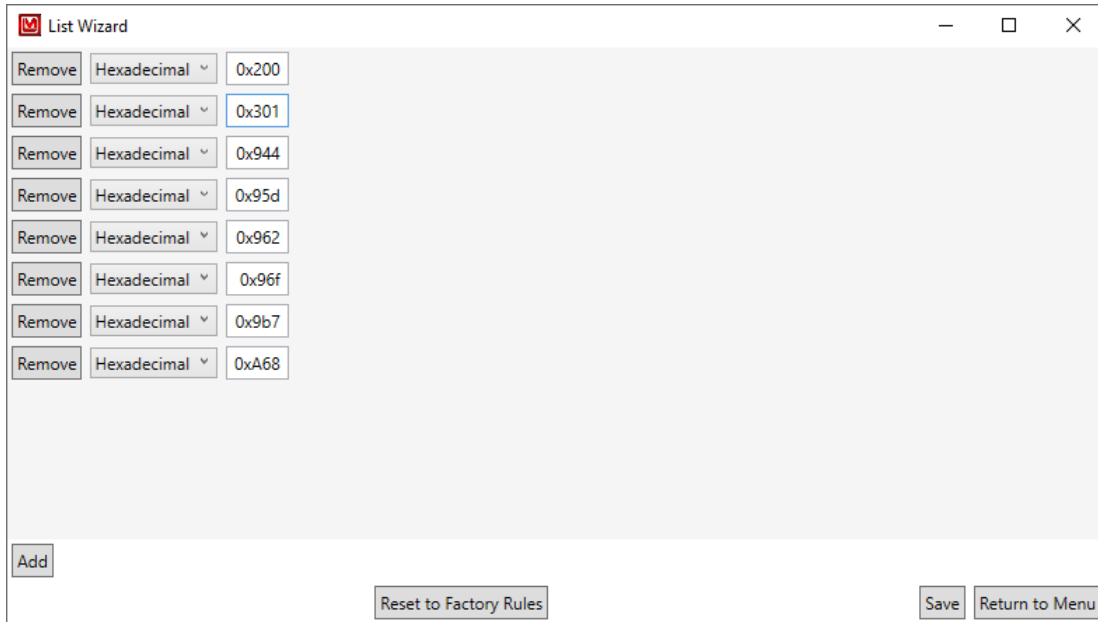 List Wizard
Remove Hexadecimal 0x200
Remove Hexadecimal 0x301
Remove Hexadecimal 0x944
Remove Hexadecimal 0x95d
Remove Hexadecimal 0x962
Remove Hexadecimal 0x96f
Remove Hexadecimal 0x9b7
Remove Hexadecimal 0xA68
Add
Reset to Factory Rules Save Return to Menu